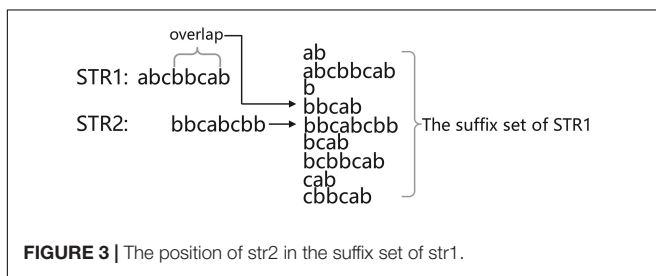 overlap
STR1: abcbbcab
STR2: bbcabcbb
ab
abcbbcab
b
bbcab
bbcabcbb
bcab
bcbbcab
cab
cbbcab
The suffix set of STR1
FIGURE 3 | The position of str2 in the suffix set of str1.